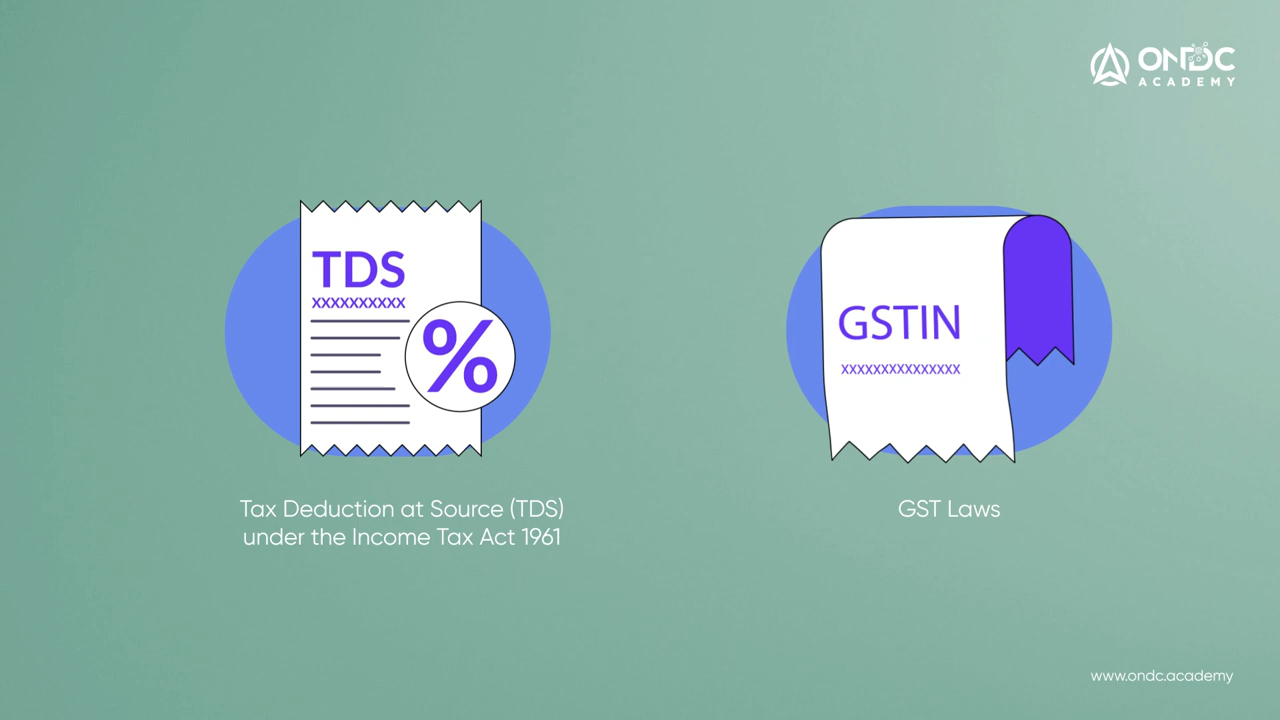 ONDC
ACADEMY
TDS
XXXXXXXXXX
%
GSTIN
XXXXXXXXXXXXXXX
Tax Deduction at Source (TDS)
under the Income Tax Act 1961
GST Laws
www.ondc.academy